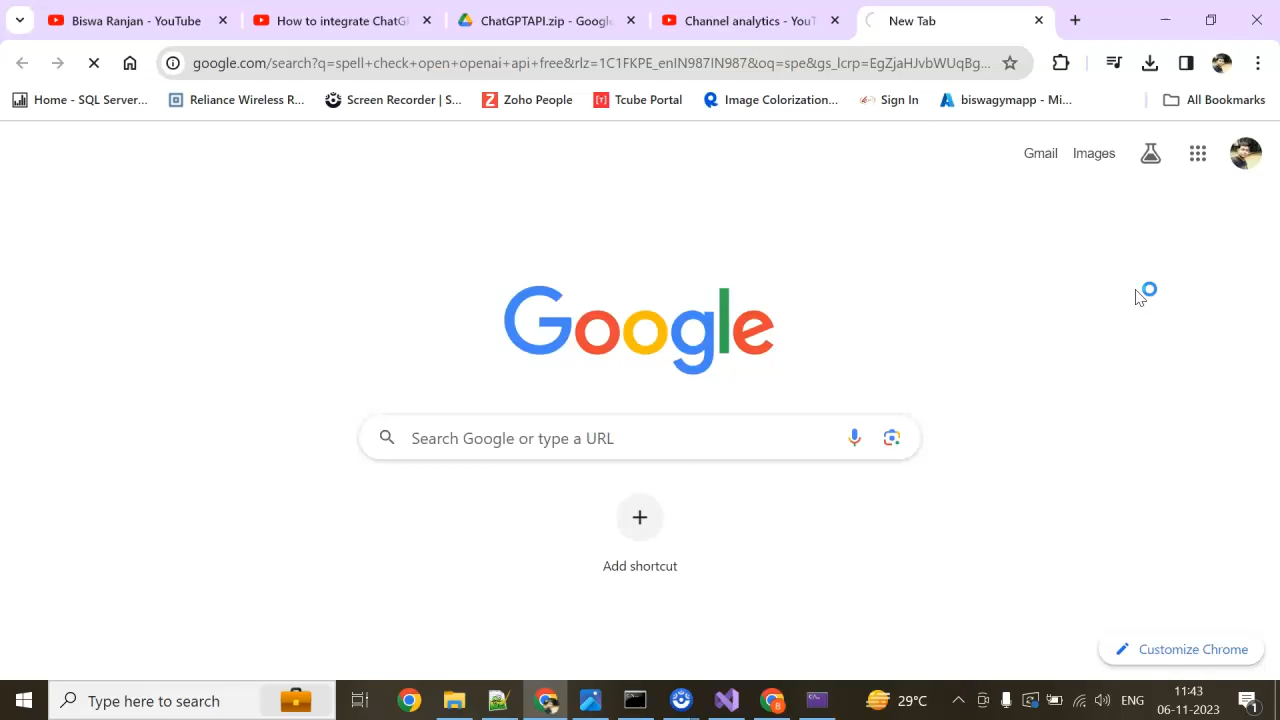 Biswa Ranjan - YouTube
How to integrate ChatG
ChatGPTAPI.zip - Google
Channel analytics - YouT
New Tab
google.com/search?q=spell+check+open+openai+api+free&rlz=1C1FKPE_enIN987IN987&oq=spe&gs_lcrp=EgZjaHJvbWUqBg...
Home - SQL Server...
Reliance Wireless R...
Screen Recorder | S...
Zoho People
Tcube Portal
Image Colorization...
Sign In
biswagymapp - Mi...
All Bookmarks
Gmail
Images
Google
Search Google or type a URL
Add shortcut
Customize Chrome
Type here to search
29°C
ENG
11:43
06-11-2023
1